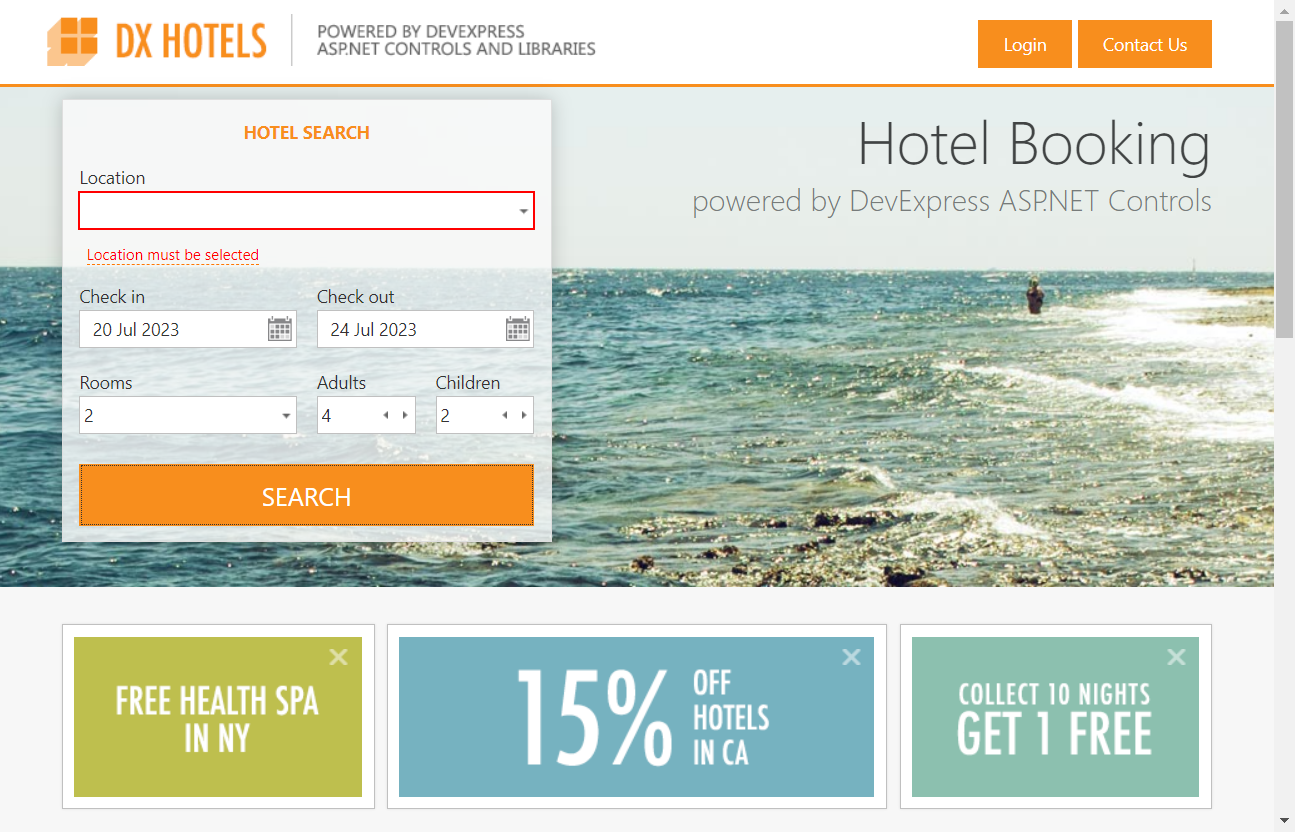 DX HOTELS
POWERED BY DEVEXPRESS
ASP.NET CONTROLS AND LIBRARIES
Login
Contact Us
HOTEL SEARCH
Location
Location must be selected
Check in
Check out
20 Jul 2023
24 Jul 2023
Rooms
Adults
Children
2
4
2
SEARCH
Hotel Booking
powered by DevExpress ASP.NET Controls
FREE HEALTH SPA
IN NY
15%
OFF
HOTELS
IN CA
COLLECT 10 NIGHTS
GET 1 FREE